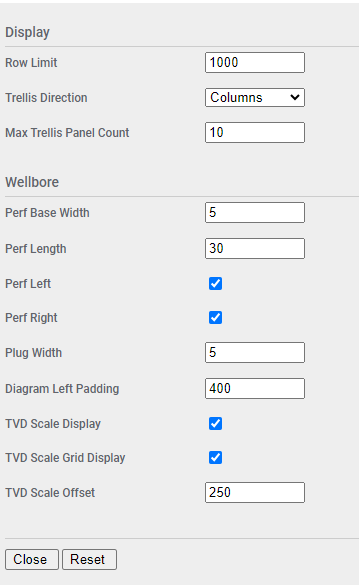 Display
Row Limit 1000
Trellis Direction Columns
Max Trellis Panel Count 10
Wellbore
Perf Base Width 5
Perf Length 30
Perf Left
Perf Right
Plug Width 5
Diagram Left Padding 400
TVD Scale Display
TVD Scale Grid Display
TVD Scale Offset 250
Close Reset